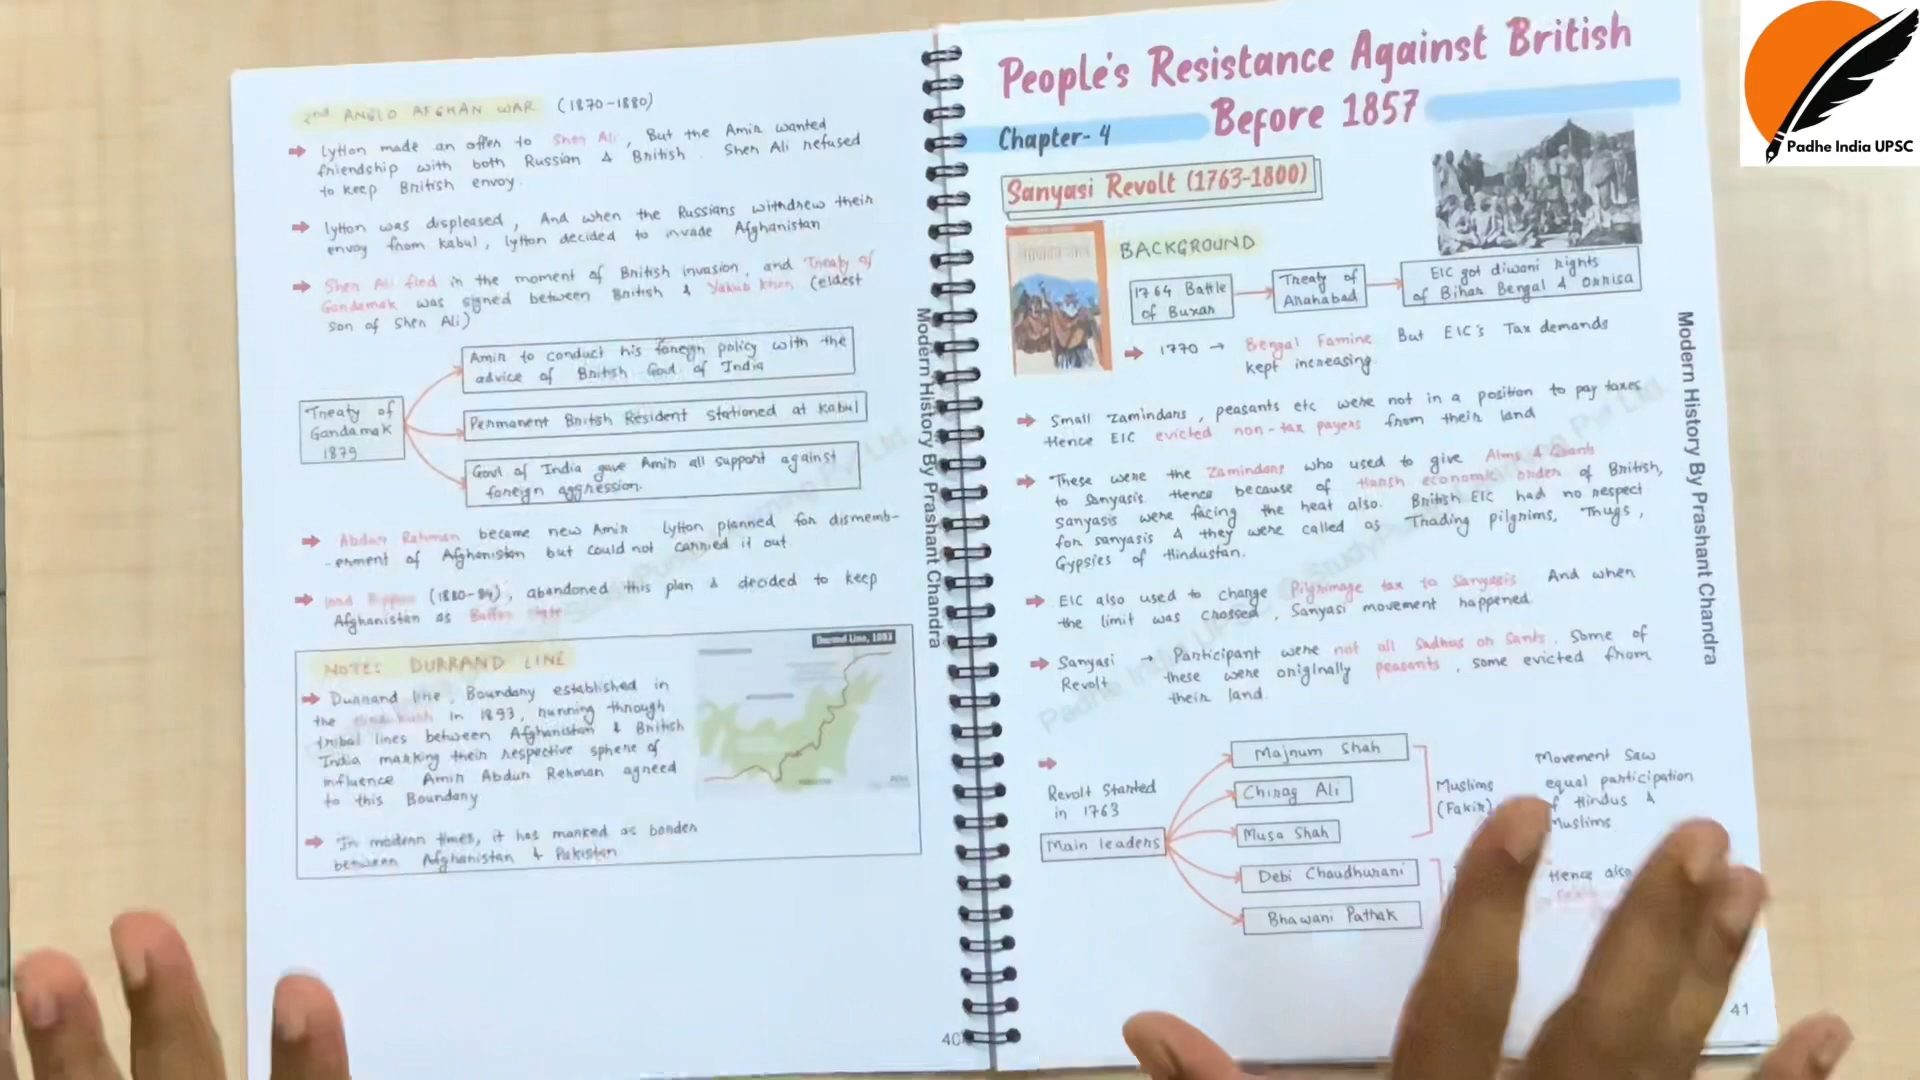 2nd ANGLO AFGHAN WAR (1870-1880)
Lytton made an offer to Sher Ali, But the Amir wanted
friendship with both Russian & British. Sher Ali refused
to keep British envoy.
lytton was displeased, And when the Russians withdrew their
envoy from kabul, lytton decided to invade Afghanistan
Sher Ali fled in the moment of British invasion, and Treaty of
Gandamak was signed between British & Yakub khan (eldest
son of Sher Ali)
Amir to conduct his foreign policy with the
advice of British Govt of India
Treaty of
Gandamak
1879
Permanent British Resident stationed at kabul
Govt of India gave Amir all support against
foreign aggression.
Abdur Rehman became new Amir Lytton planned for dismemb-
-erment of Afghanistan but could not carried it out.
(1880-84), abandoned this plan & decided to keep
Afghanistan as Buffer state
NOTES DURRAND LINE
Durrand line, Boundary established in
the Hindukush in 1893, running through
tribal lines between Afghanistan & British
India marking their respective sphere of
influence Amir Abdur Rehman agreed
to this Boundary
In modern times, it has marked as border
between Afghanistan & Pakistan
Durand Line, 1893
40
Modern History By Prashant Chandra
People's Resistance Against British
Before 1857
Chapter- 4
Sanyasi Revolt (1763-1800)
BACKGROUND
1764 Battle
of Buxar
Treaty of
Allahabad
EIC got diwani rights
of Bihar Bengal & Orrisa
1770 → Bengal Famine But EIC's Tax demands
kept increasing.
Small Zamindars, peasants etc were not in a position to pay taxes
Hence EIC evicted non-tax payers from their land
These were the Zamindars who used to give Alms & Grants
to Sanyasis. Hence because of Harsh economic order of British,
sanyasis were facing the heat also. British EIC had no respect
for sanyasis & they were called as Trading pilgrims, Thugs,
Gypsies of Hindustan.
EIC also used to change Pilgrimage tax to Sanyasis And when
the limit was crossed, Sanyasi movement happened.
Sanyasi → Participant were not all Sadhus or Sants. Some of
Revolt these were originally peasants, some evicted from
their land.
Revolt Started
in 1763
Main leaders
Majnum Shah
Chirag Ali
Musa Shah
Debi Chaudhurani
Bhawani Pathak
Muslims
(Fakir)
Movement Saw
equal participation
Hindus &
Muslims
Hence also
41
Modern History By Prashant Chandra
Padhe India UPSC